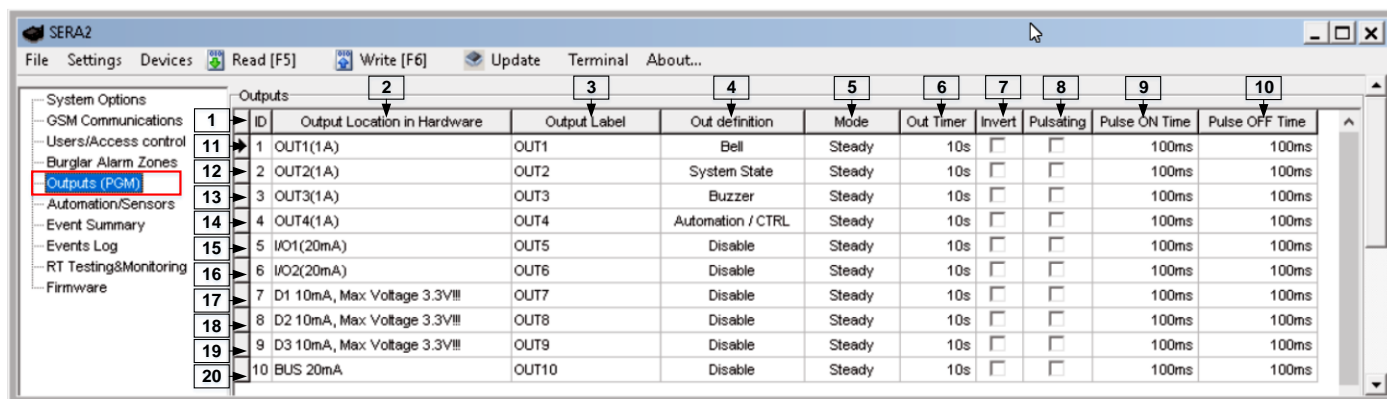 SERA2
File Settings Devices Read [F5] Write [F6] Update Terminal About...
System Options
GSM Communications
Users/Access control
Burglar Alarm Zones
Outputs (PGM)
Automation/Sensors
Event Summary
Events Log
RT Testing&Monitoring
Firmware
Outputs
2 3 4 5 6 7 8 9 10
1 ID Output Location in Hardware Output Label Out definition Mode Out Timer Invert Pulsating Pulse ON Time Pulse OFF Time
11 1 OUT1(1A) OUT1 Bell Steady 10s 100ms 100ms
12 2 OUT2(1A) OUT2 System State Steady 10s 100ms 100ms
13 3 OUT3(1A) OUT3 Buzzer Steady 10s 100ms 100ms
14 4 OUT4(1A) OUT4 Automation / CTRL Steady 10s 100ms 100ms
15 5 I/O1(20mA) OUT5 Disable Steady 10s 100ms 100ms
16 6 I/O2(20mA) OUT6 Disable Steady 10s 100ms 100ms
17 7 D1 10mA, Max Voltage 3.3V!!! OUT7 Disable Steady 10s 100ms 100ms
18 8 D2 10mA, Max Voltage 3.3V!!! OUT8 Disable Steady 10s 100ms 100ms
19 9 D3 10mA, Max Voltage 3.3V!!! OUT9 Disable Steady 10s 100ms 100ms
20 10 BUS 20mA OUT10 Disable Steady 10s 100ms 100ms